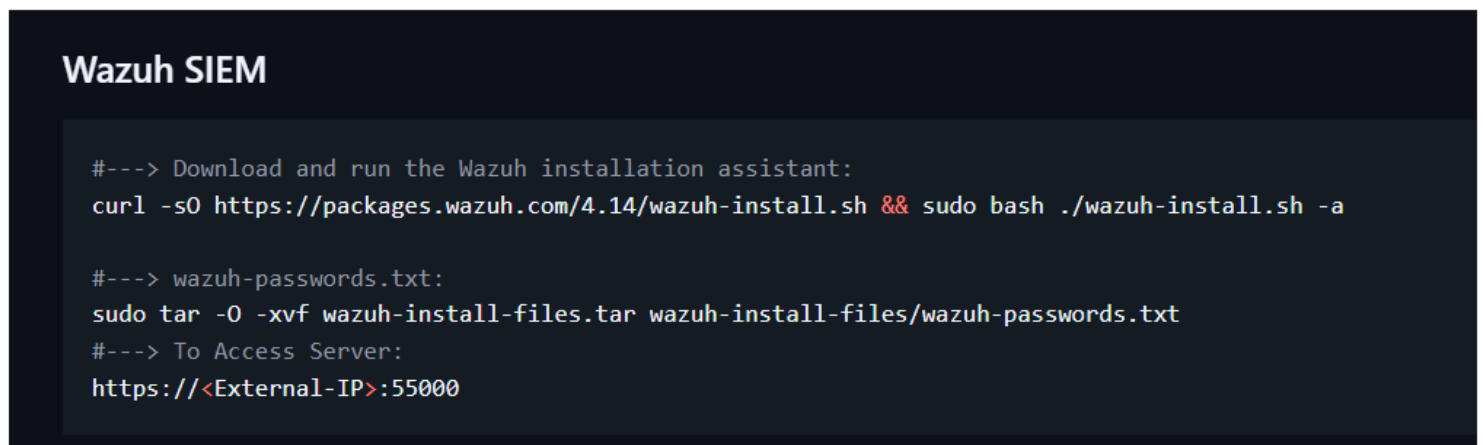 Wazuh SIEM
#---> Download and run the Wazuh installation assistant:
curl -sO https://packages.wazuh.com/4.14/wazuh-install.sh && sudo bash ./wazuh-install.sh -a
#---> wazuh-passwords.txt:
sudo tar -O -xvf wazuh-install-files.tar wazuh-install-files/wazuh-passwords.txt
#---> To Access Server:
https://<External-IP>:55000